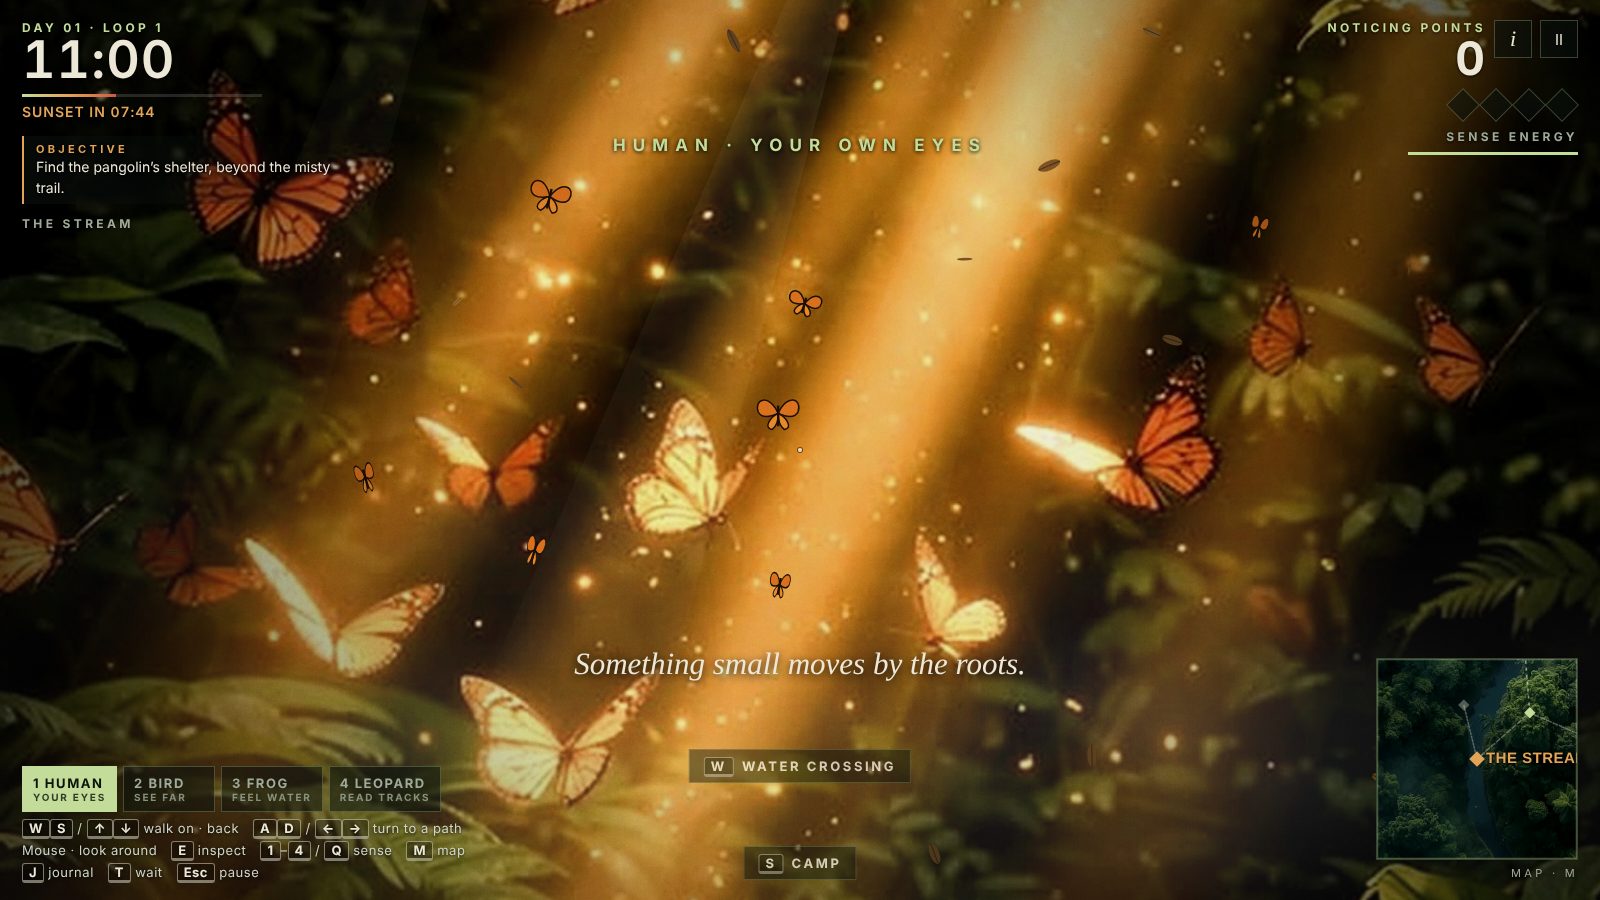 DAY 01 · LOOP 1
11:00
SUNSET IN 07:44
OBJECTIVE
Find the pangolin’s shelter, beyond the misty
trail.
THE STREAM
NOTICING POINTS
0
i
SENSE ENERGY
HUMAN · YOUR OWN EYES
Something small moves by the roots.
W WATER CROSSING
S CAMP
1 HUMAN
YOUR EYES
2 BIRD
SEE FAR
3 FROG
FEEL WATER
4 LEOPARD
READ TRACKS
W S / ↑ ↓ walk on · back A D / ← → turn to a path
Mouse · look around E inspect 1–4 / Q sense M map
J journal T wait Esc pause
THE STREA
MAP · M